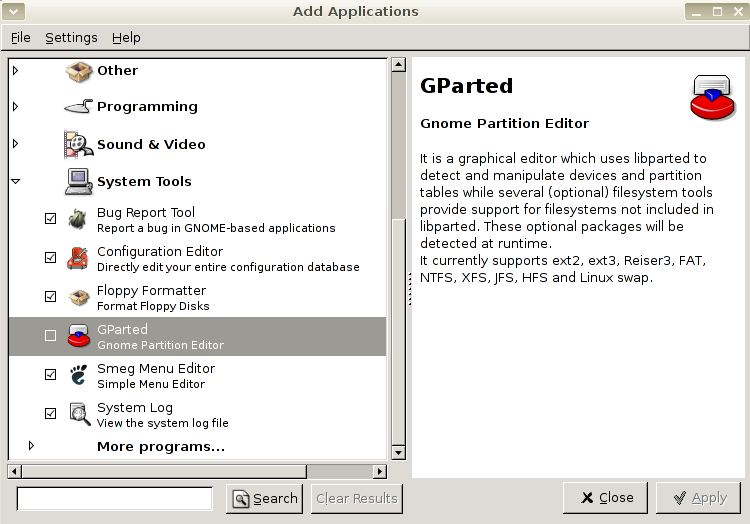 Add Applications
File Settings Help
Other
Programming
Sound & Video
System Tools
Bug Report Tool
Report a bug in GNOME-based applications
Configuration Editor
Directly edit your entire configuration database
Floppy Formatter
Format Floppy Disks
GParted
Gnome Partition Editor
Smeg Menu Editor
Simple Menu Editor
System Log
View the system log file
More programs...
GParted
Gnome Partition Editor
It is a graphical editor which uses libparted to
detect and manipulate devices and partition
tables while several (optional) filesystem tools
provide support for filesystems not included in
libparted. These optional packages will be
detected at runtime.
It currently supports ext2, ext3, Reiser3, FAT,
NTFS, XFS, JFS, HFS and Linux swap.
Search
Clear Results
Close
Apply